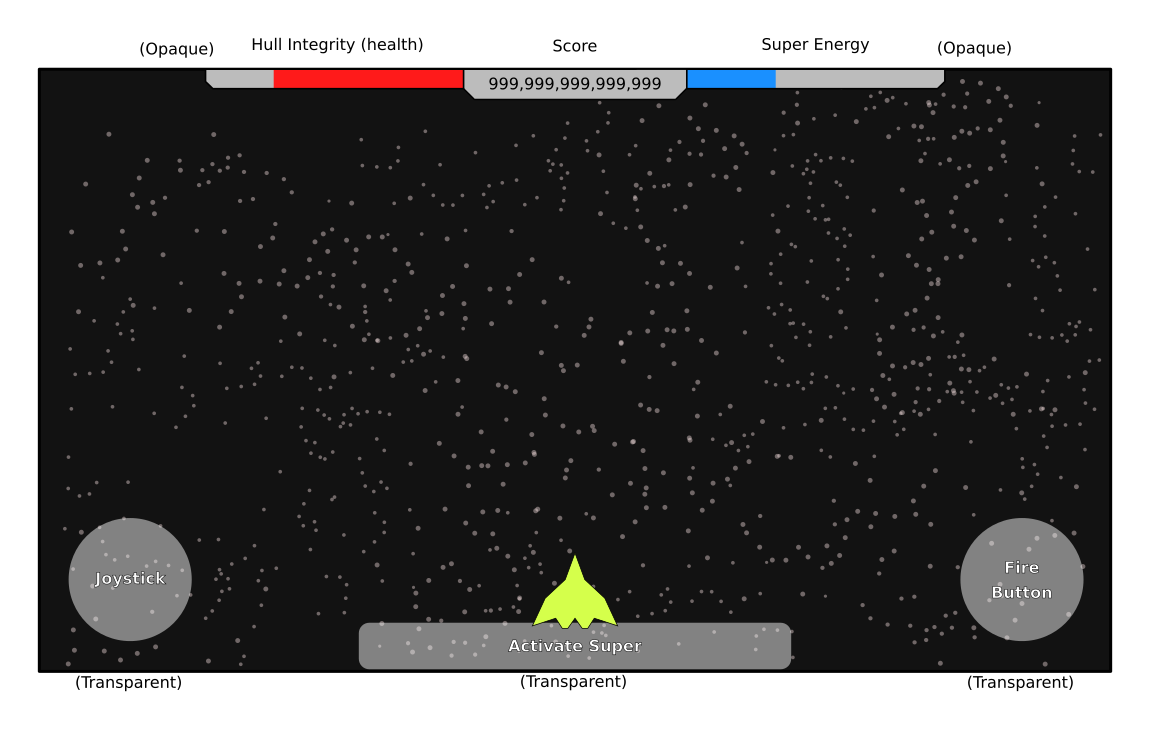 (Opaque)
Hull Integrity (health)
Score
Super Energy
(Opaque)
999,999,999,999,999
Joystick
Fire
Button
Activate Super
(Transparent)
(Transparent)
(Transparent)